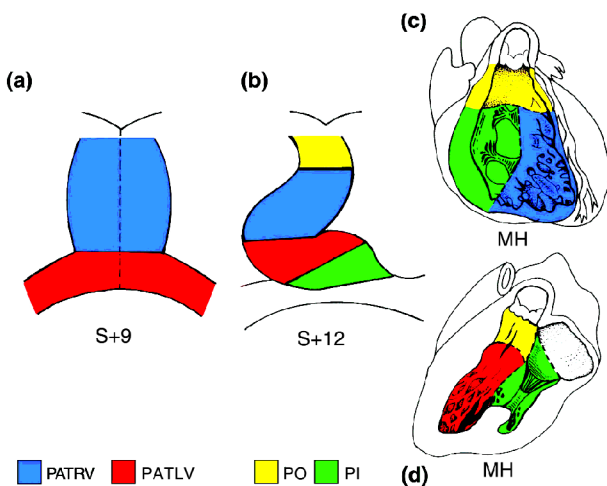 (a)
(b)
(c)
S+9
S+12
MH
MH
(d)
PATRV PATLV PO PI